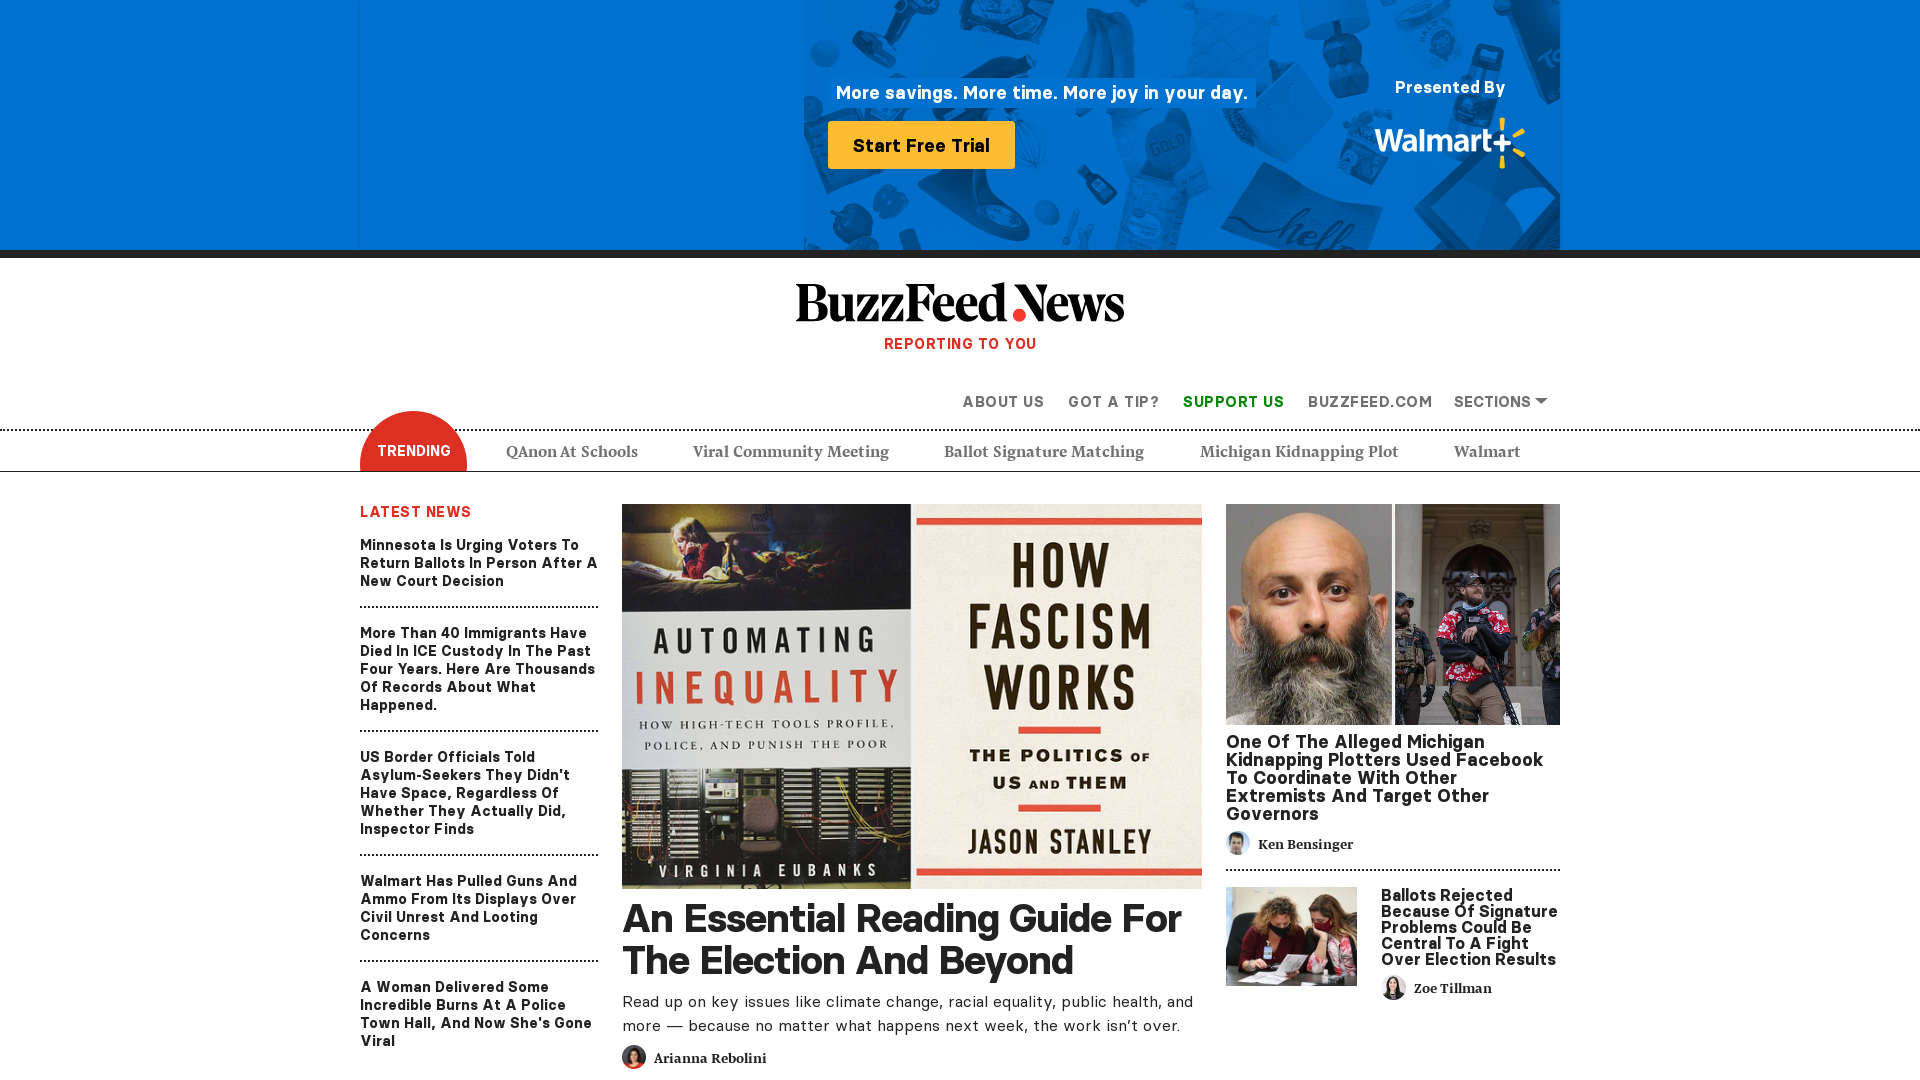 More savings. More time. More joy in your day.
Start Free Trial
Presented By
Walmart+
BuzzFeed News
REPORTING TO YOU
ABOUT US
GOT A TIP?
SUPPORT US
BUZZFEED.COM
SECTIONS
TRENDING
QAnon At Schools
Viral Community Meeting
Ballot Signature Matching
Michigan Kidnapping Plot
Walmart
LATEST NEWS
Minnesota Is Urging Voters To
Return Ballots In Person After A
New Court Decision
More Than 40 Immigrants Have
Died In ICE Custody In The Past
Four Years. Here Are Thousands
Of Records About What
Happened.
US Border Officials Told
Asylum-Seekers They Didn't
Have Space, Regardless Of
Whether They Actually Did,
Inspector Finds
Walmart Has Pulled Guns And
Ammo From Its Displays Over
Civil Unrest And Looting
Concerns
A Woman Delivered Some
Incredible Burns At A Police
Town Hall, And Now She's Gone
Viral
AUTOMATING
INEQUALITY
HOW HIGH-TECH TOOLS PROFILE,
POLICE, AND PUNISH THE POOR
VIRGINIA EUBANKS
HOW
FASCISM
WORKS
THE POLITICS OF
US AND THEM
JASON STANLEY
An Essential Reading Guide For
The Election And Beyond
Read up on key issues like climate change, racial equality, public health, and
more — because no matter what happens next week, the work isn’t over.
Arianna Rebolini
One Of The Alleged Michigan
Kidnapping Plotters Used Facebook
To Coordinate With Other
Extremists And Target Other
Governors
Ken Bensinger
Ballots Rejected
Because Of Signature
Problems Could Be
Central To A Fight
Over Election Results
Zoe Tillman
hello
GOLD
HALO
280